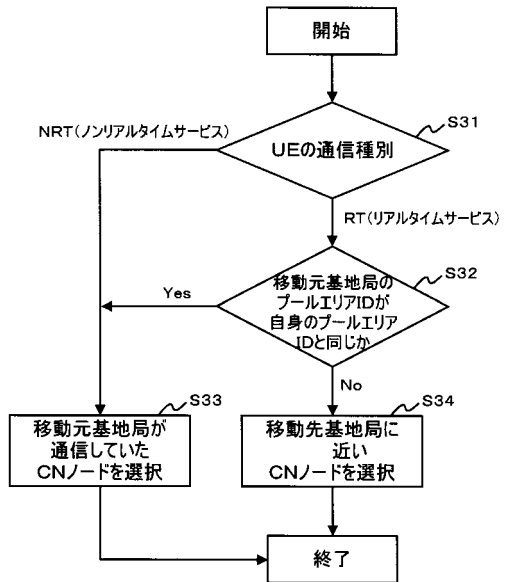 開始
NRT(ノンリアルタイムサービス)
S31
UEの通信種別
RT(リアルタイムサービス)
S32
移動元基地局の
プールエリアIDが
自身のプールエリア
IDと同じか
Yes
No
S33
移動元基地局が
通信していた
CNノードを選択
S34
移動先基地局に
近い
CNノードを選択
終了